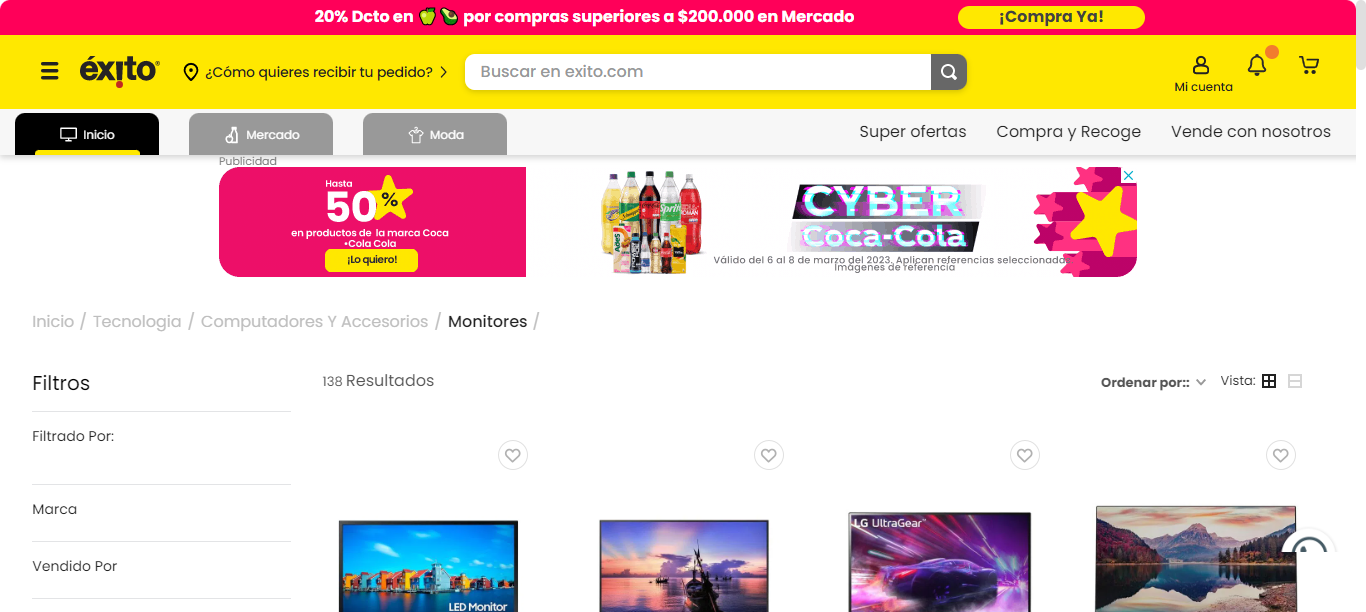 20% Dcto en por compras superiores a $200.000 en Mercado
¡Compra Ya!
éxito
¿Cómo quieres recibir tu pedido?
Buscar en exito.com
Mi cuenta
Inicio
Mercado
Moda
Super ofertas
Compra y Recoge
Vende con nosotros
Publicidad
Hasta
50%
en productos de la marca Coca
•Cola Cola
¡Lo quiero!
CYBER
Coca-Cola
Válido del 6 al 8 de marzo del 2023. Aplican referencias seleccionadas
Imágenes de referencia
Inicio / Tecnologia / Computadores Y Accesorios / Monitores /
Filtros
138 Resultados
Ordenar por::
Vista:
Filtrado Por:
Marca
Vendido Por
LED Monitor
LG UltraGear™